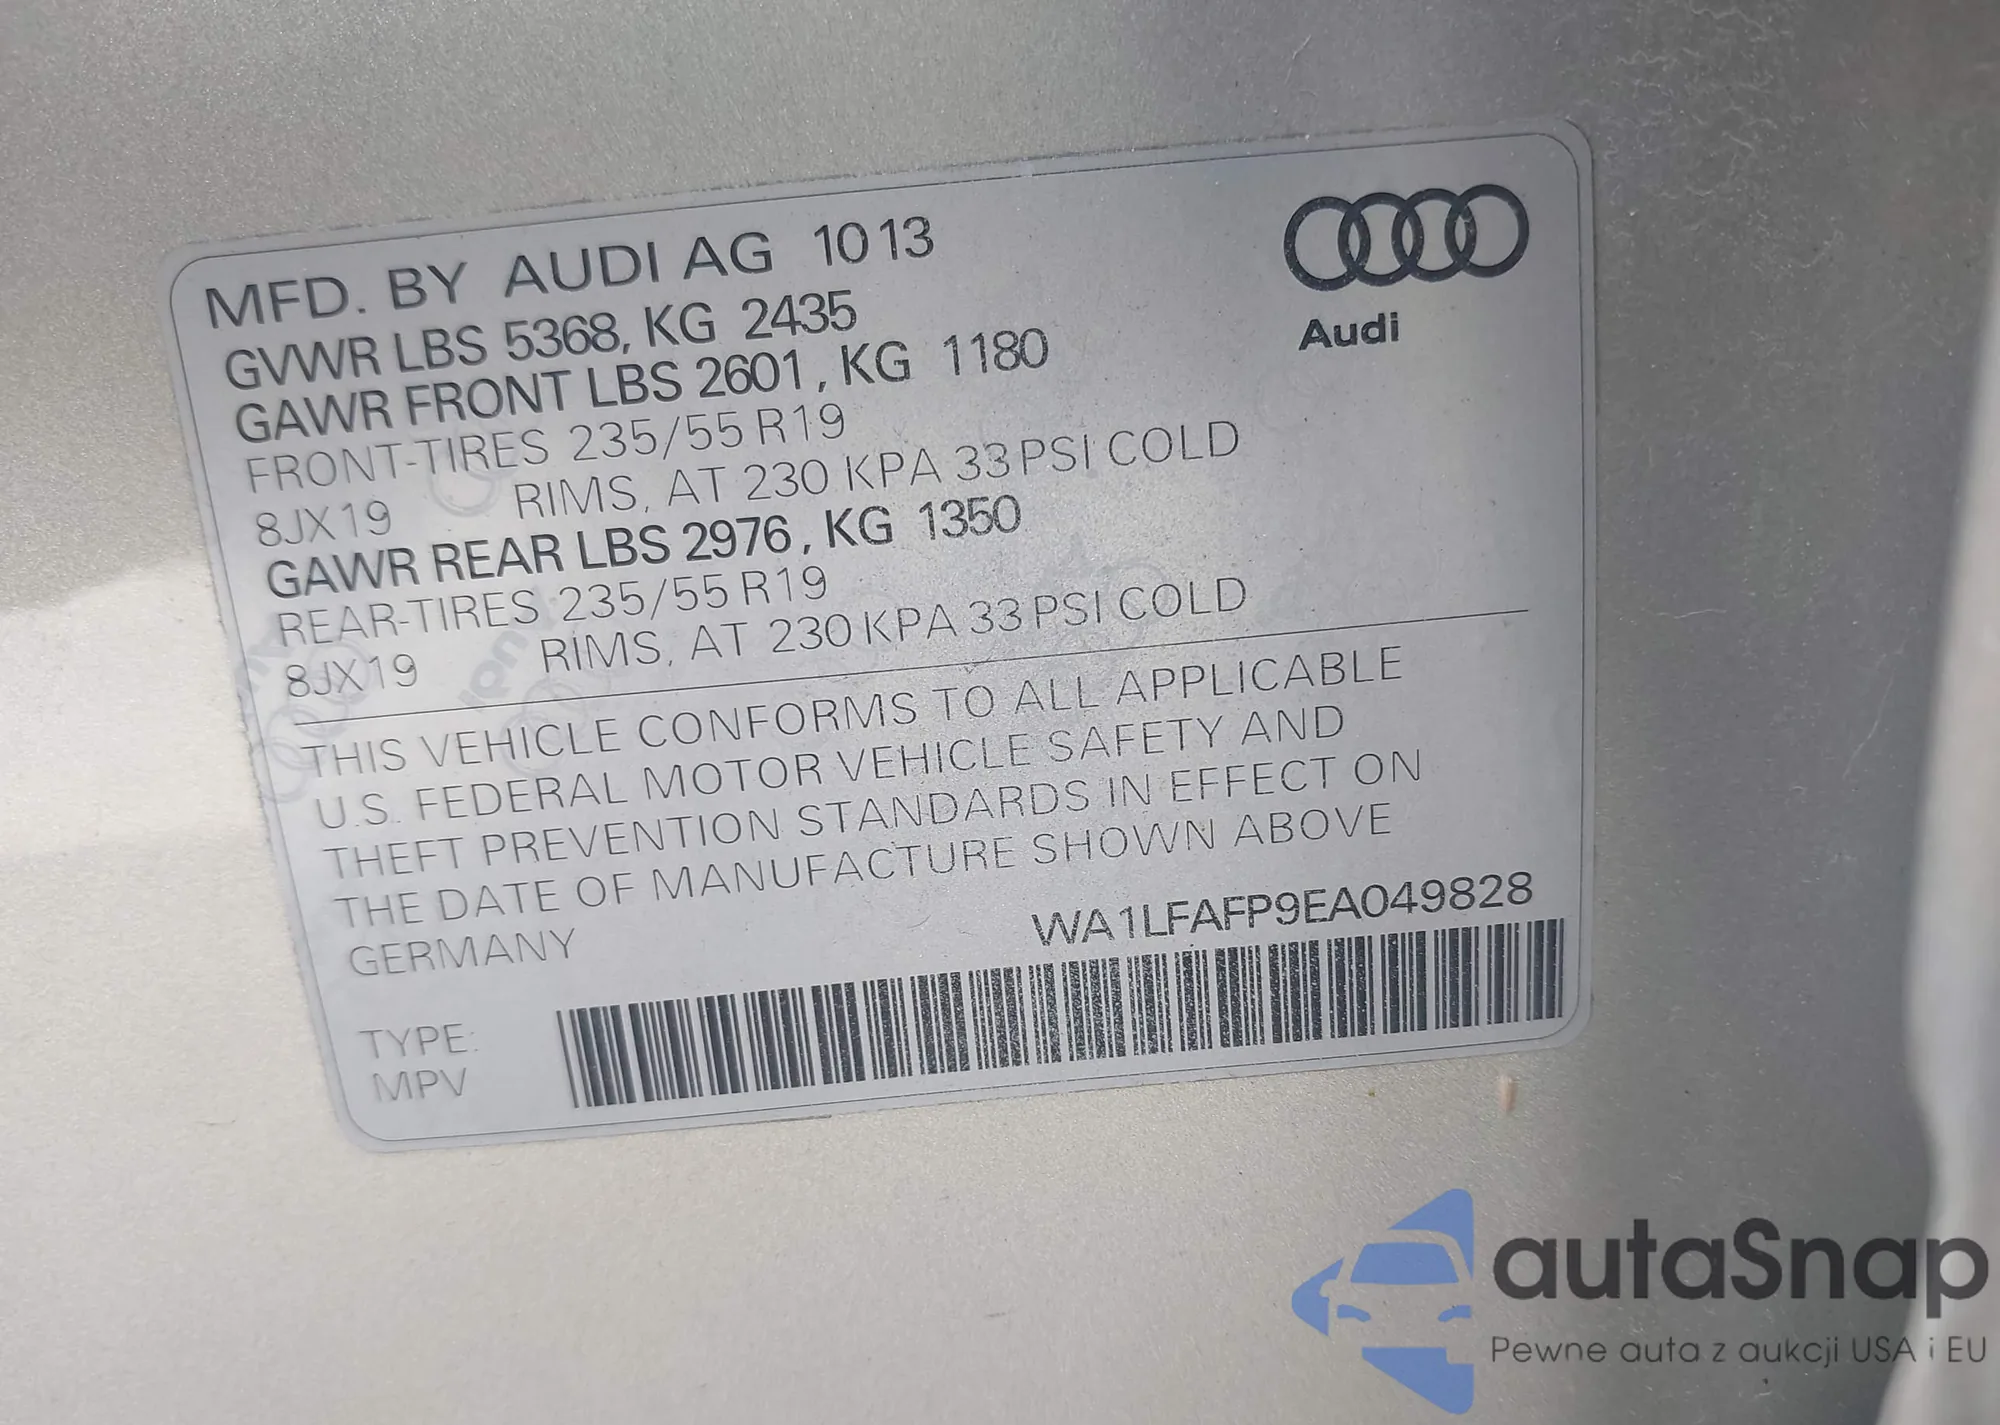 MFD. BY AUDI AG 10 13
GVWR LBS 5368, KG 2435
GAWR FRONT LBS 2601, KG 1180
FRONT-TIRES 235/55 R19
8JX19 RIMS, AT 230 KPA 33 PSI COLD
GAWR REAR LBS 2976, KG 1350
REAR-TIRES 235/55 R19
8JX19 RIMS, AT 230 KPA 33 PSI COLD
Audi
THIS VEHICLE CONFORMS TO ALL APPLICABLE
U.S. FEDERAL MOTOR VEHICLE SAFETY AND
THEFT PREVENTION STANDARDS IN EFFECT ON
THE DATE OF MANUFACTURE SHOWN ABOVE
GERMANY
WA1LFAFP9EA049828
TYPE:
MPV
autaSnap
Pewne auta z aukcji USA i EU